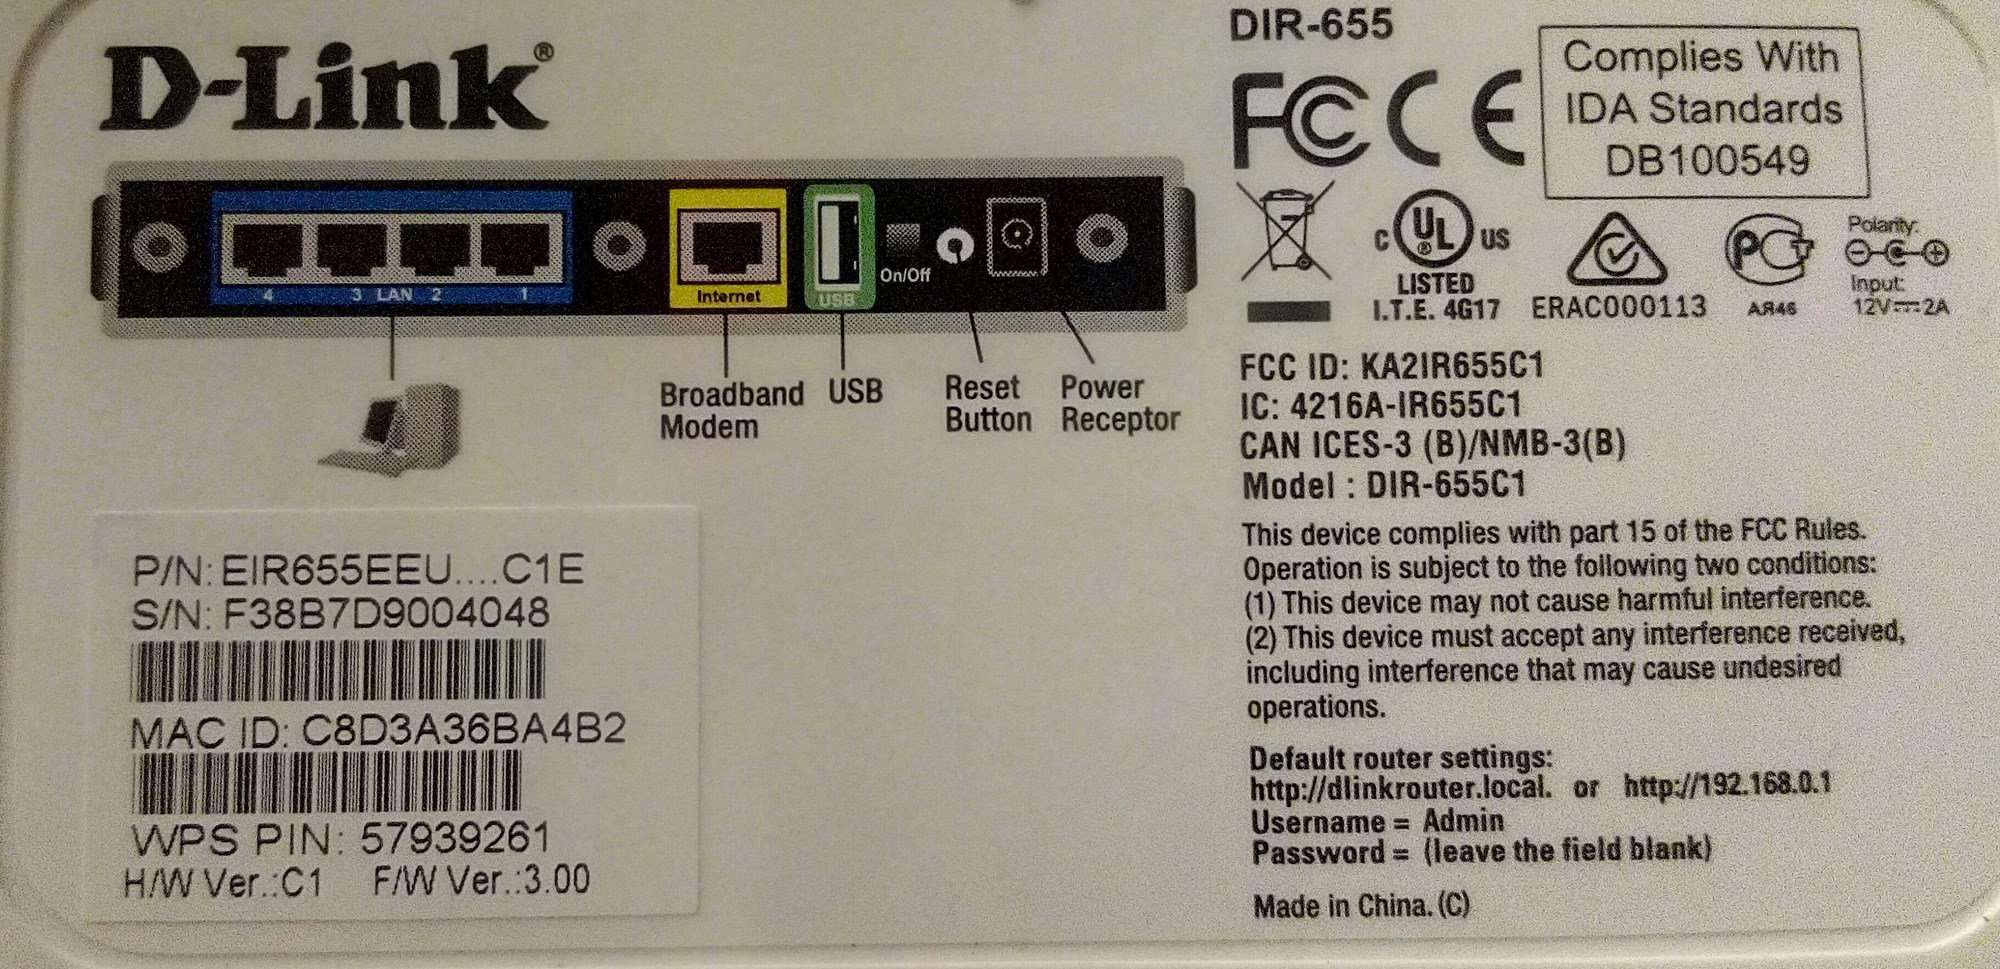 D-Link®
4 3 LAN 2 1
Internet
USB
On/Off
Broadband
Modem
USB
Reset
Button
Power
Receptor
P/N: EIR655EEU....C1E
S/N: F38B7D9004048
MAC ID: C8D3A36BA4B2
WPS PIN: 57939261
H/W Ver.:C1 F/W Ver.:3.00
DIR-655
FC CE
Complies With
IDA Standards
DB100549
C UL® US
LISTED
I.T.E. 4G17
ERAC000113
РСТ
АЯ46
Polarity:
Input:
12V 2A
FCC ID: KA2IR655C1
IC: 4216A-IR655C1
CAN ICES-3 (B)/NMB-3(B)
Model : DIR-655C1
This device complies with part 15 of the FCC Rules.
Operation is subject to the following two conditions:
(1) This device may not cause harmful interference.
(2) This device must accept any interference received,
including interference that may cause undesired
operations.
Default router settings:
http://dlinkrouter.local. or http://192.168.0.1
Username = Admin
Password = (leave the field blank)
Made in China. (C)